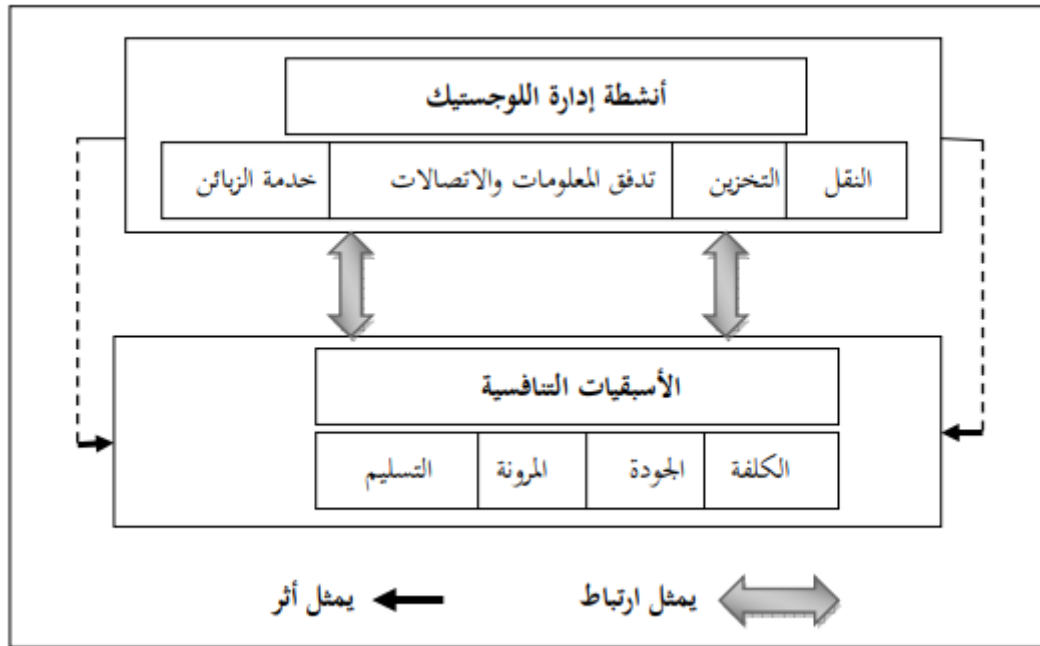 أنشطة إدارة اللوجستيك
النقل التخزين تدفق المعلومات والاتصالات خدمة الزبائن
الأسبقيات التنافسية
الكلفة الجودة المرونة التسليم
يمثل ارتباط يمثل أثر